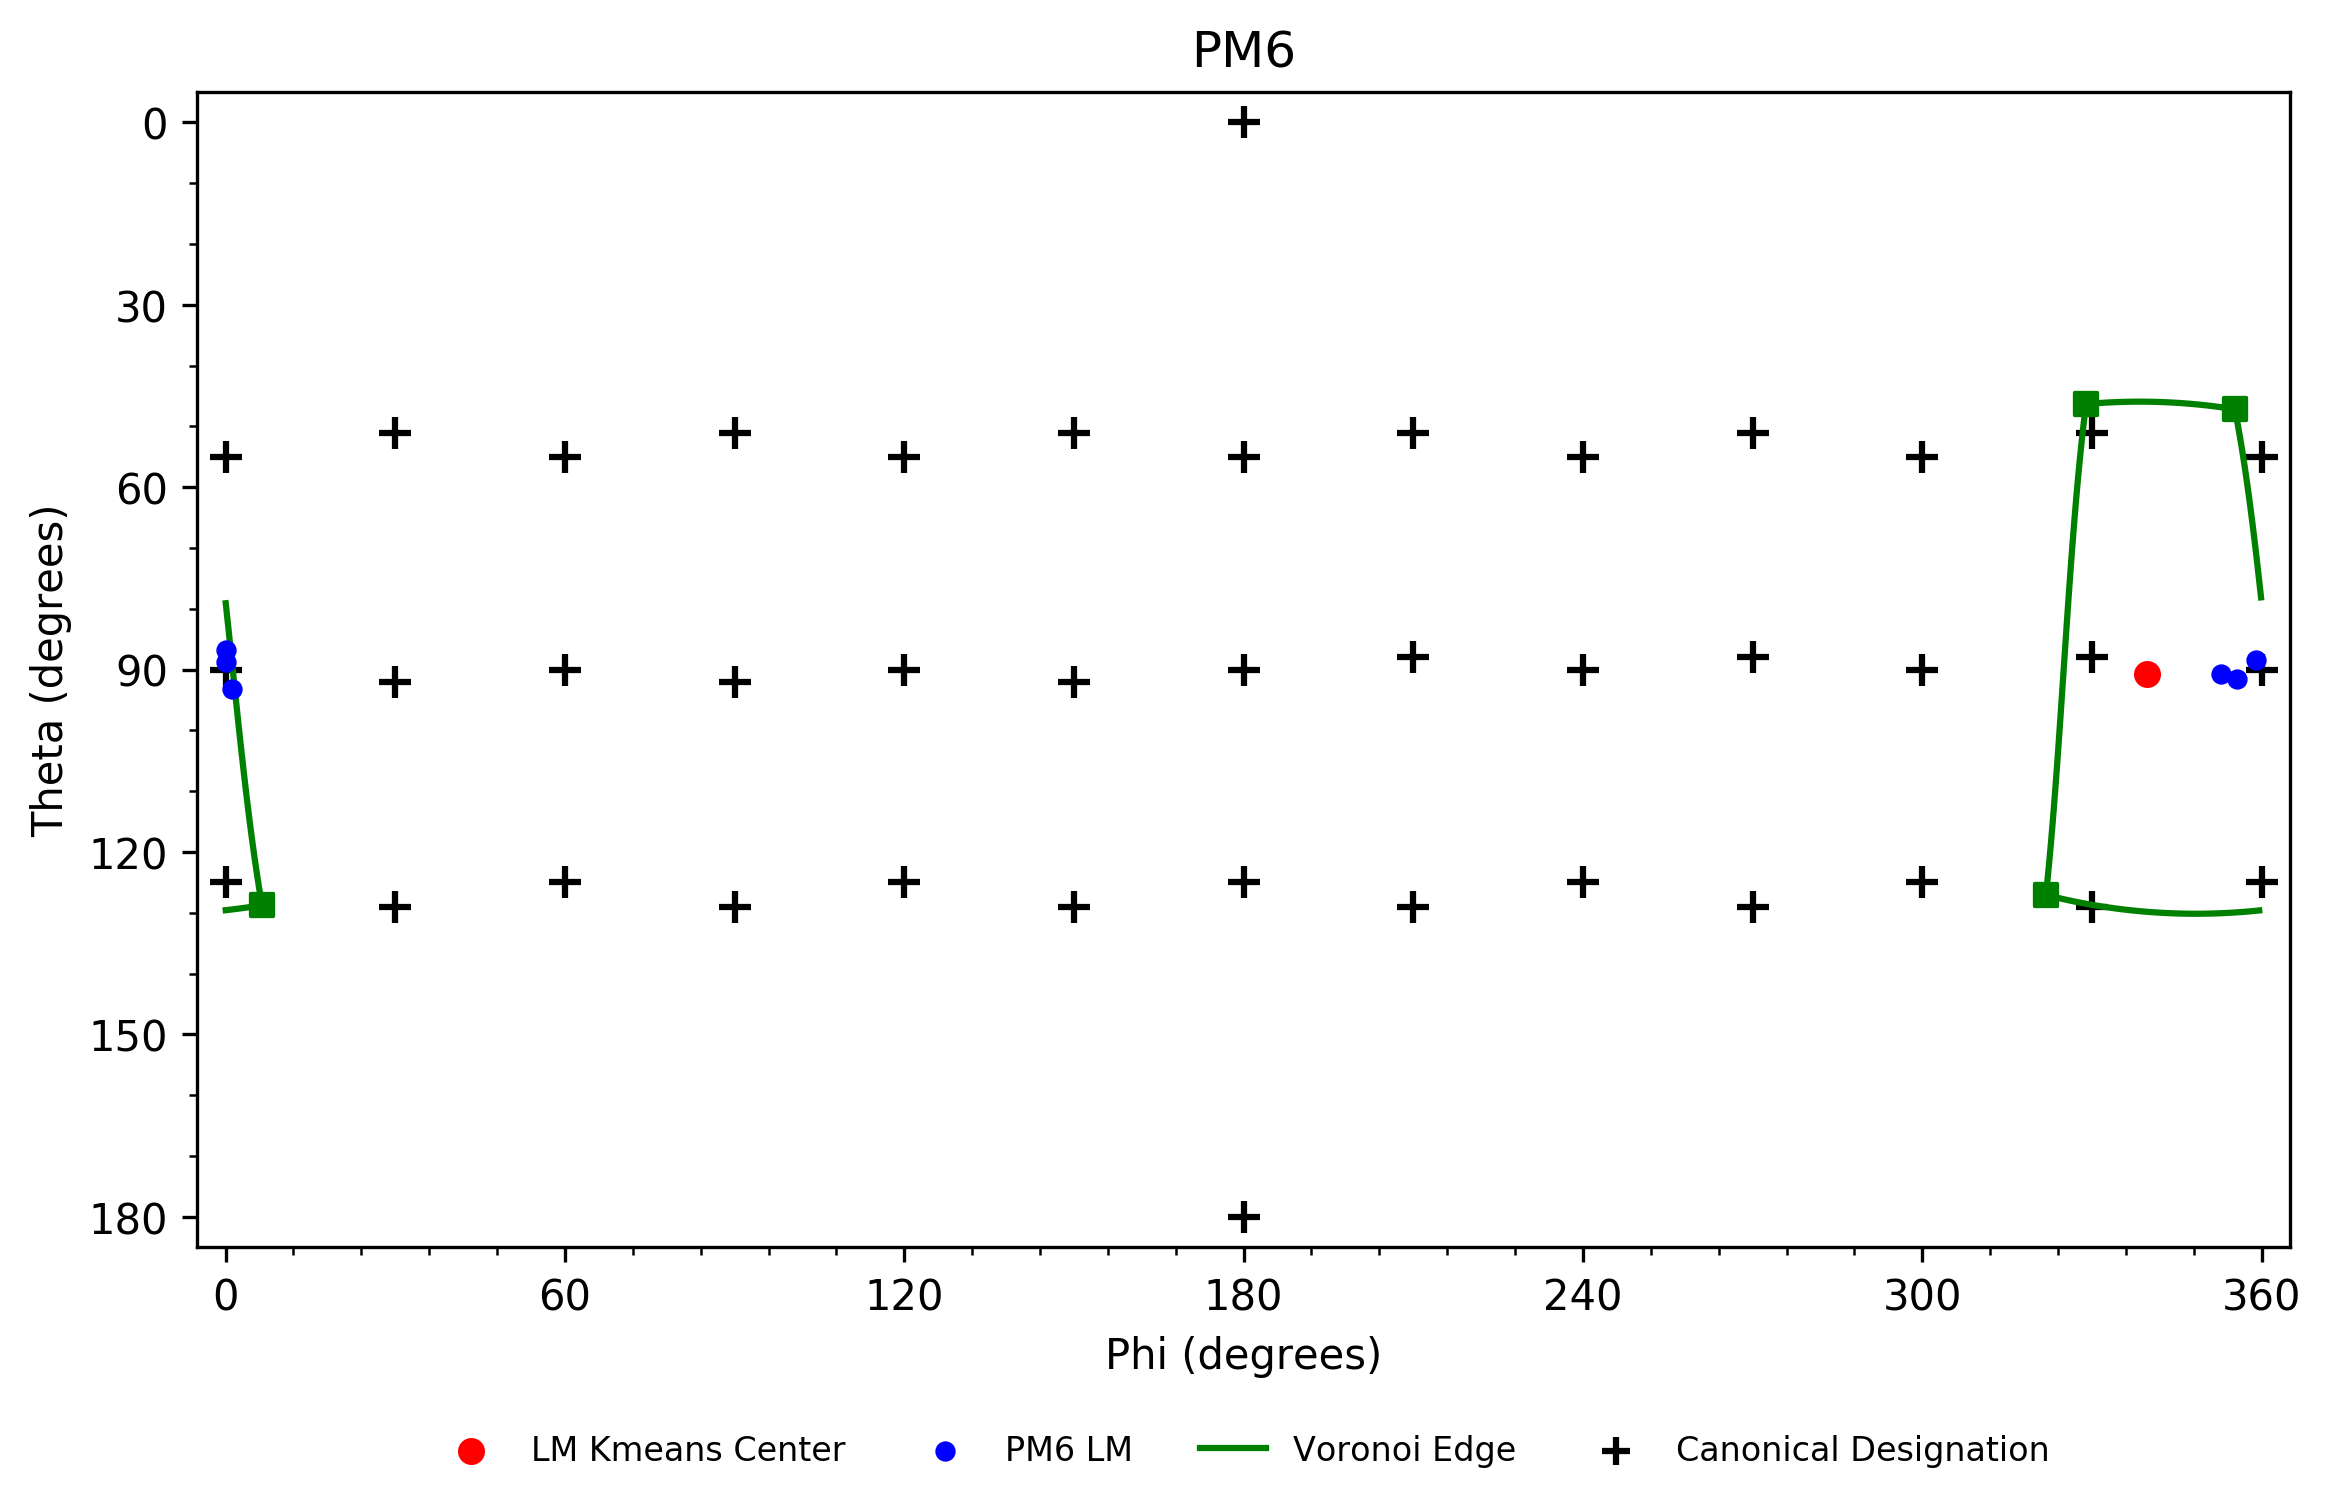 PM6
0
30
60
90
120
150
180
Theta (degrees)
0 60 120 180 240 300 360
Phi (degrees)
LM Kmeans Center PM6 LM Voronoi Edge Canonical Designation